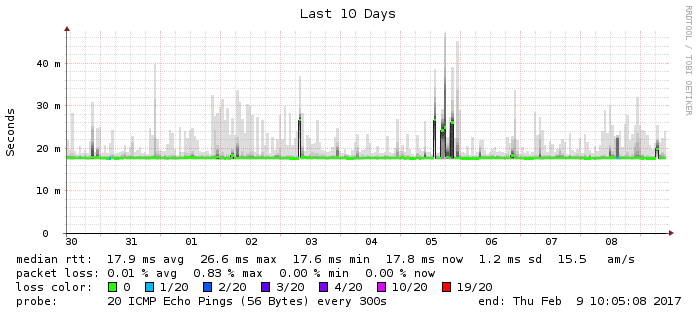 Last 10 Days
RRDTOOL / TOBI OETIKER
Seconds
40 m
30 m
20 m
10 m
0
30 31 01 02 03 04 05 06 07 08
median rtt: 17.9 ms avg 26.6 ms max 17.6 ms min 17.8 ms now 1.2 ms sd 15.5 am/s
packet loss: 0.01 % avg 0.83 % max 0.00 % min 0.00 % now
loss color: 0 1/20 2/20 3/20 4/20 10/20 19/20
probe: 20 ICMP Echo Pings (56 Bytes) every 300s end: Thu Feb 9 10:05:08 2017